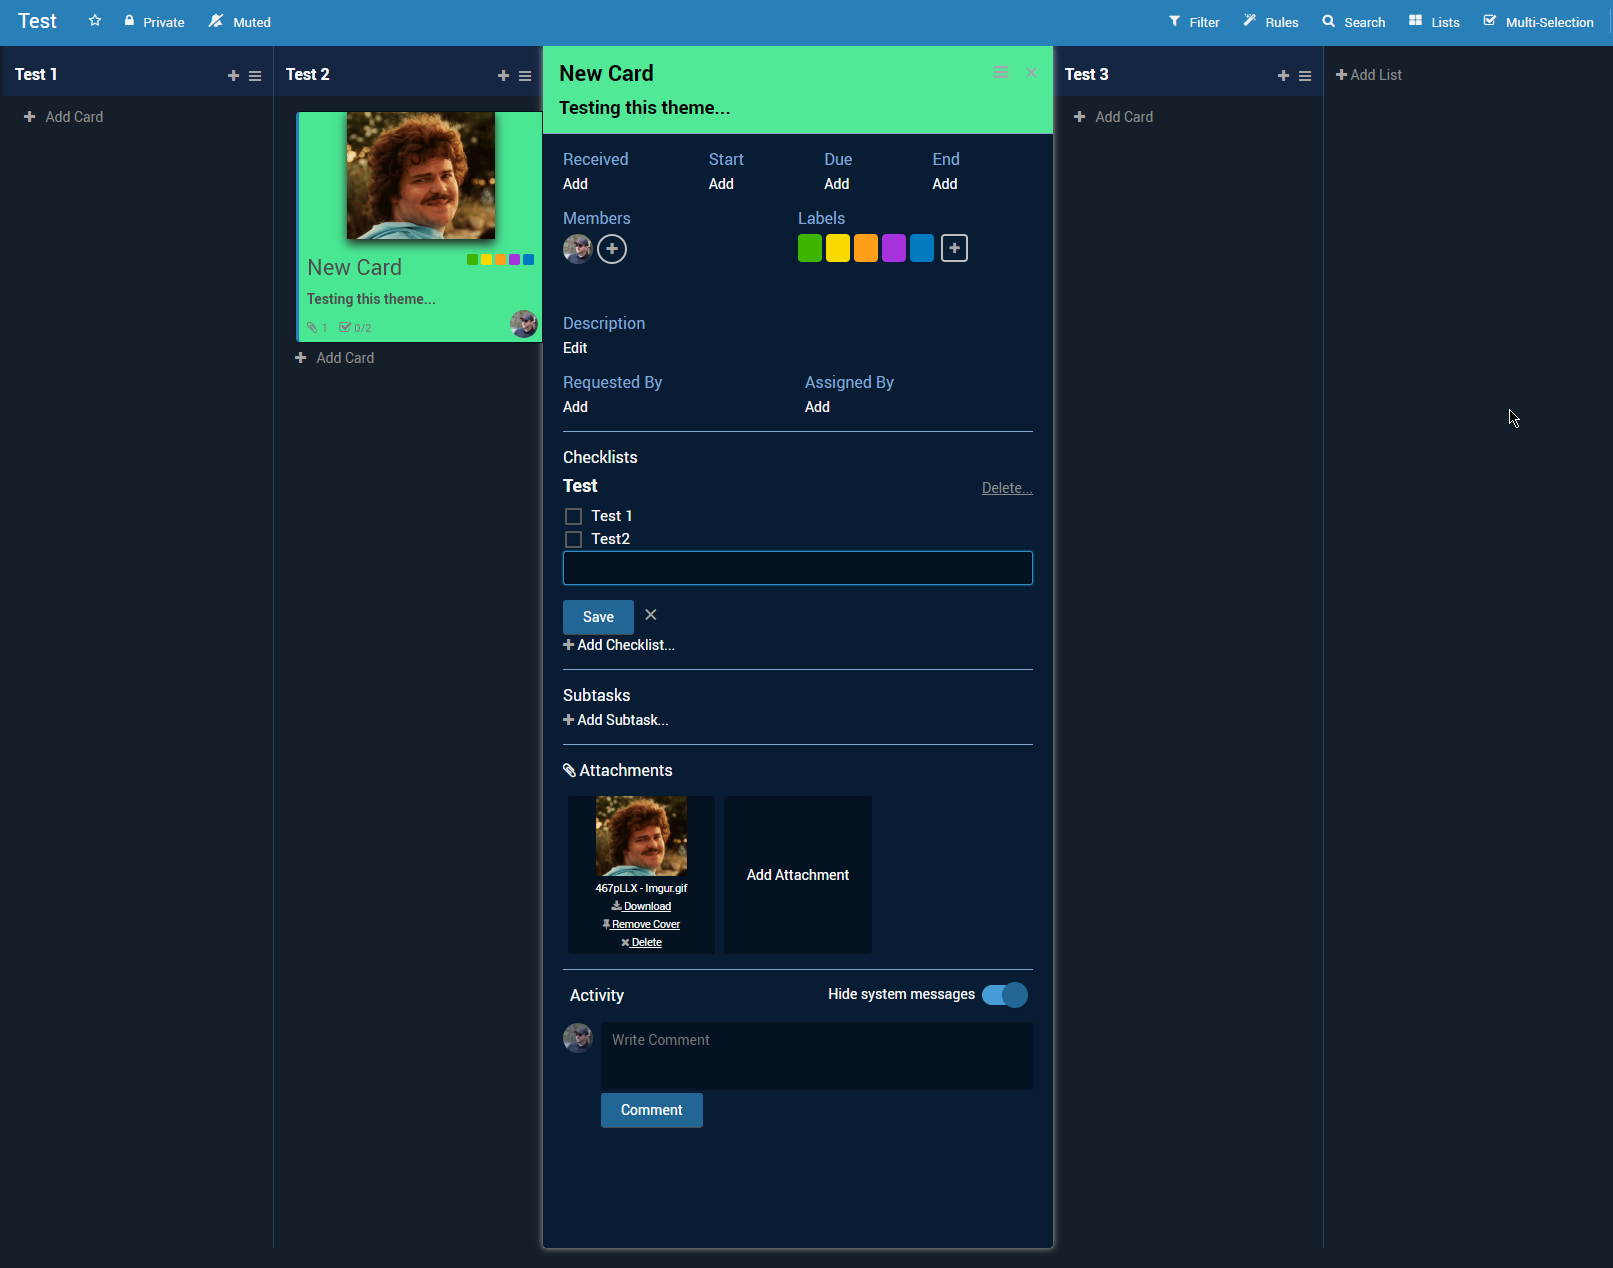 Test
Private
Muted
Filter
Rules
Search
Lists
Multi-Selection
Test 1
Add Card
Test 2
New Card
Testing this theme...
1
0/2
Add Card
New Card
Testing this theme...
Received
Start
Due
End
Add
Add
Add
Add
Members
Labels
Description
Edit
Requested By
Assigned By
Add
Add
Checklists
Test
Delete...
Test 1
Test2
Save
Add Checklist...
Subtasks
Add Subtask...
Attachments
467pLLX - Imgur.gif
Download
Remove Cover
Delete
Add Attachment
Activity
Hide system messages
Write Comment
Comment
Test 3
Add Card
Add List